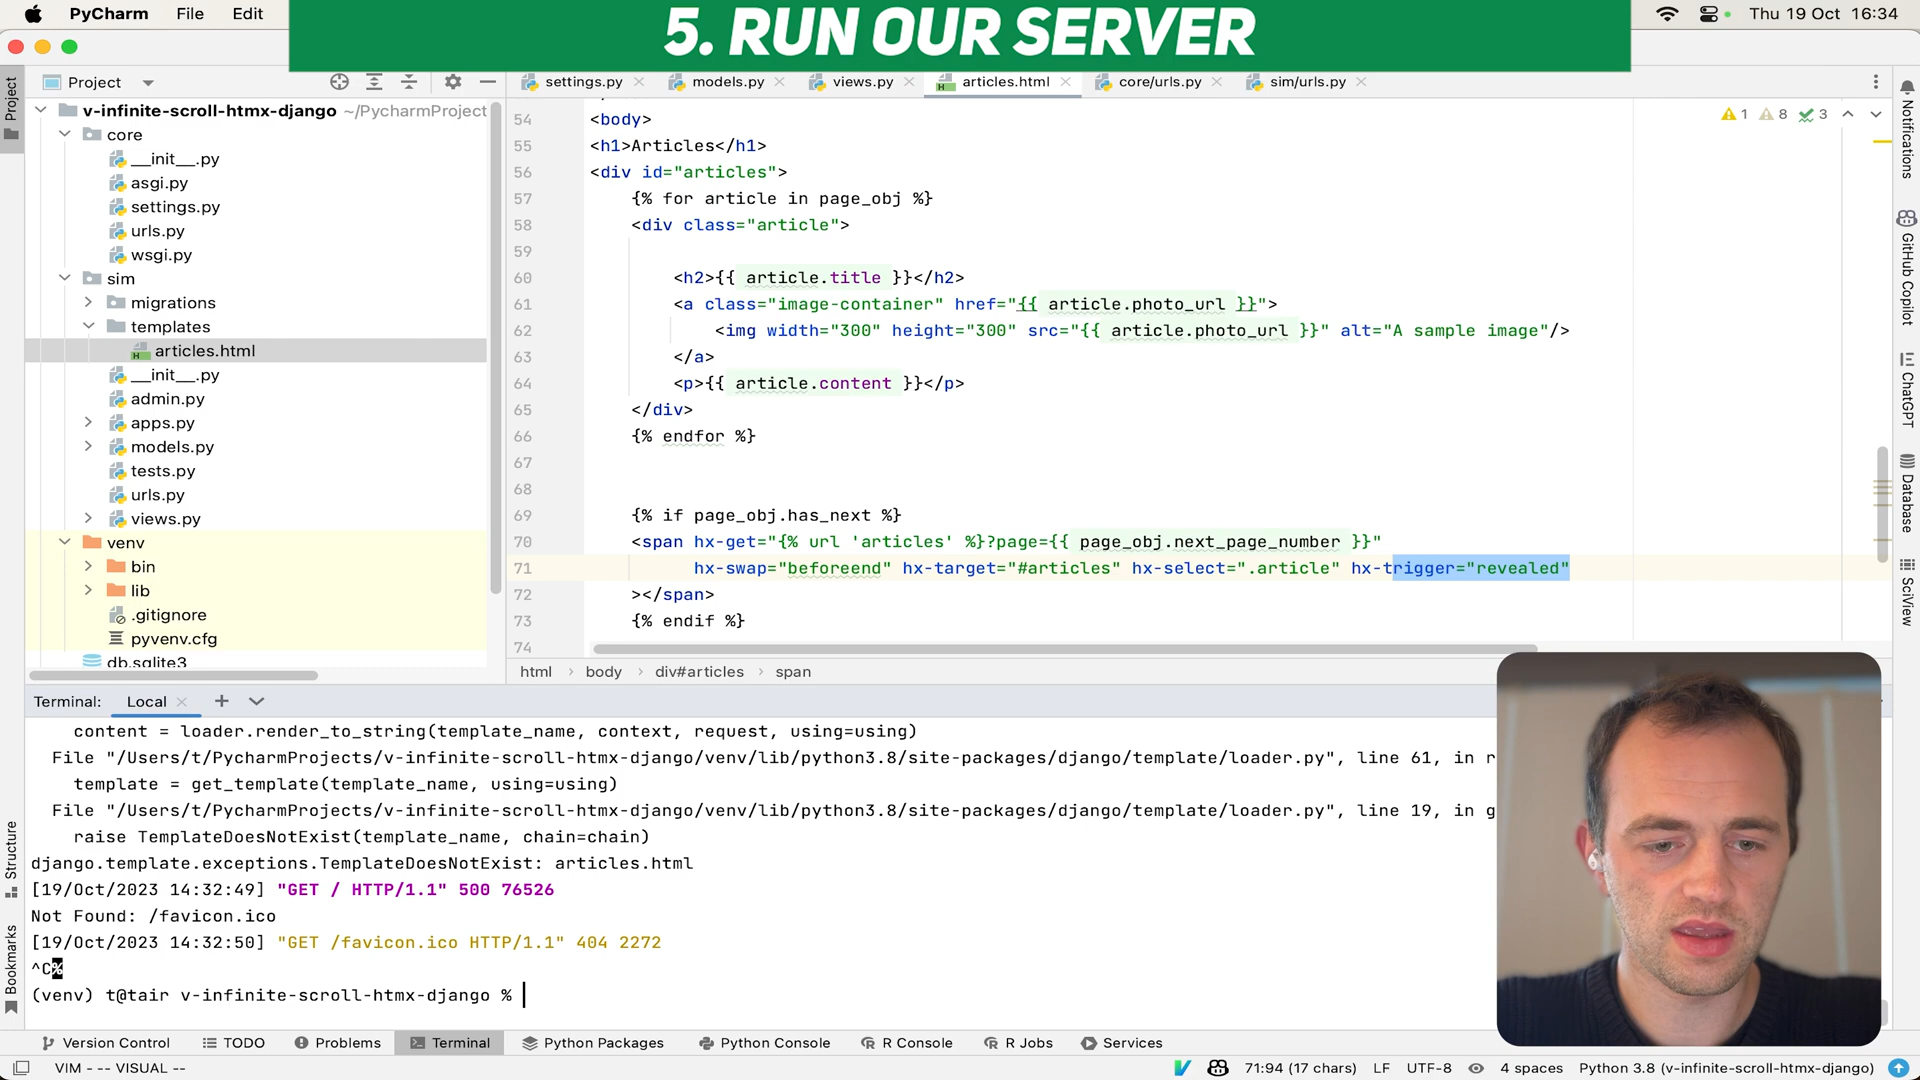 PyCharm File Edit
5. RUN OUR SERVER
Thu 19 Oct 16:34
Project
settings.py
models.py
views.py
articles.html
core/urls.py
sim/urls.py
Project
v-infinite-scroll-htmx-django ~/PycharmProject
core
__init__.py
asgi.py
settings.py
urls.py
wsgi.py
sim
migrations
templates
articles.html
__init__.py
admin.py
apps.py
models.py
tests.py
urls.py
views.py
venv
bin
lib
.gitignore
pyvenv.cfg
db.sqlite3
1 8 3
54 <body>
55 <h1>Articles</h1>
56 <div id="articles">
57 {% for article in page_obj %}
58 <div class="article">
59
60 <h2>{{ article.title }}</h2>
61 <a class="image-container" href="{{ article.photo_url }}">
62 <img width="300" height="300" src="{{ article.photo_url }}" alt="A sample image"/>
63 </a>
64 <p>{{ article.content }}</p>
65 </div>
66 {% endfor %}
67
68
69 {% if page_obj.has_next %}
70 <span hx-get="{% url 'articles' %}?page={{ page_obj.next_page_number }}"
71 hx-swap="beforeend" hx-target="#articles" hx-select=".article" hx-trigger="revealed"
72 ></span>
73 {% endif %}
74
html body div#articles span
Notifications
GitHub Copilot
ChatGPT
Database
SciView
Structure
Bookmarks
Terminal: Local
content = loader.render_to_string(template_name, context, request, using=using)
File "/Users/t/PycharmProjects/v-infinite-scroll-htmx-django/venv/lib/python3.8/site-packages/django/template/loader.py", line 61, in r
template = get_template(template_name, using=using)
File "/Users/t/PycharmProjects/v-infinite-scroll-htmx-django/venv/lib/python3.8/site-packages/django/template/loader.py", line 19, in g
raise TemplateDoesNotExist(template_name, chain=chain)
django.template.exceptions.TemplateDoesNotExist: articles.html
[19/Oct/2023 14:32:49] "GET / HTTP/1.1" 500 76526
Not Found: /favicon.ico
[19/Oct/2023 14:32:50] "GET /favicon.ico HTTP/1.1" 404 2272
^C%
(venv) t@tair v-infinite-scroll-htmx-django %
Version Control TODO Problems Terminal Python Packages Python Console R Console R Jobs Services
VIM - -- VISUAL -- 71:94 (17 chars) LF UTF-8 4 spaces Python 3.8 (v-infinite-scroll-htmx-django)